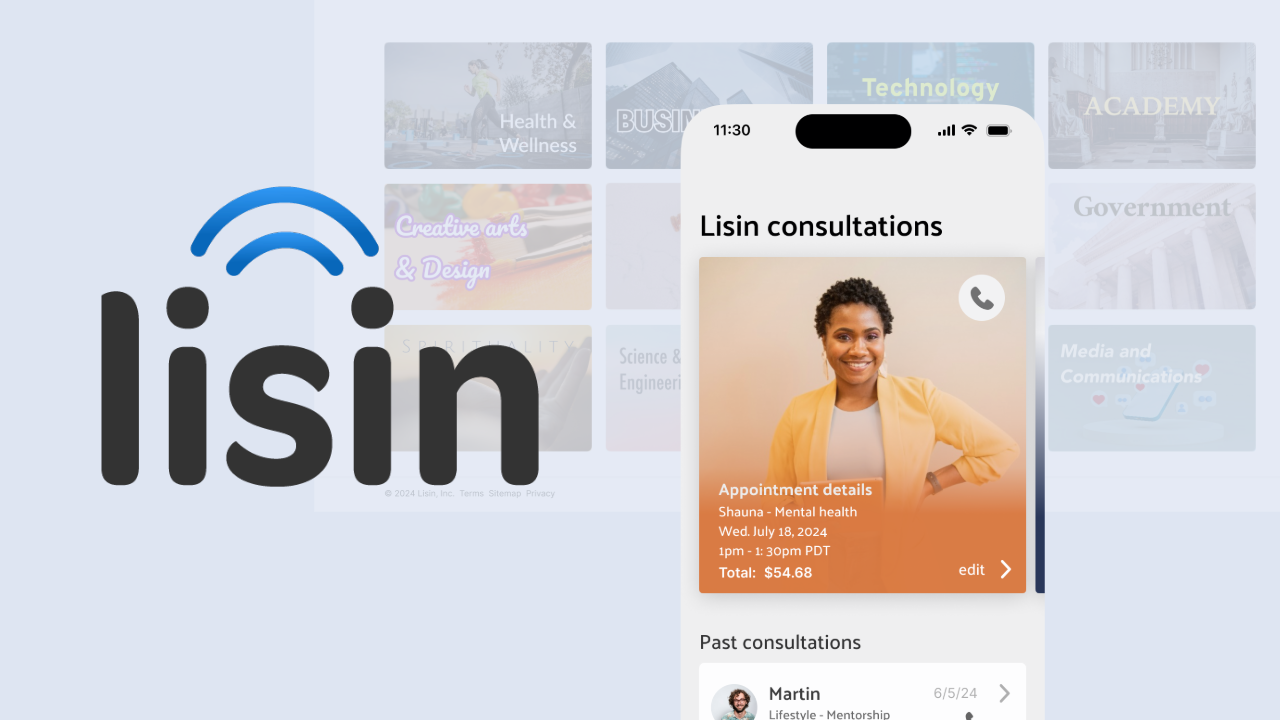 lisin
Health &
Wellness
BUSIN
Technology
ACADEMY
Creative arts
& Design
Government
SPIRITUALITY
Science &
Engineeri
Media and
Communications
© 2024 Lisin, Inc. Terms Sitemap Privacy
11:30
Lisin consultations
Appointment details
Shauna - Mental health
Wed. July 18, 2024
1pm - 1: 30pm PDT
Total: $54.68
edit
Past consultations
Martin
6/5/24
Lifestyle - Mentorship